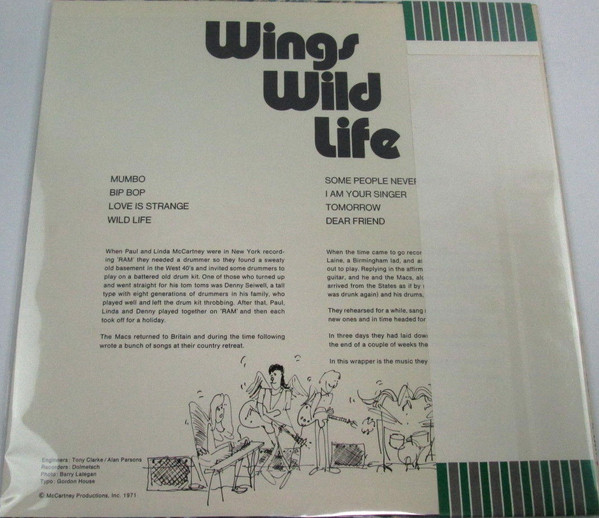 Wings
Wild
Life
MUMBO
BIP BOP
LOVE IS STRANGE
WILD LIFE
SOME PEOPLE NEVER
I AM YOUR SINGER
TOMORROW
DEAR FRIEND
When Paul and Linda McCartney were in New York record-
ing 'RAM' they needed a drummer so they found a sweaty
old basement in the West 40's and invited some drummers to
play on a battered old drum kit. One of those who turned up
and went straight for his tom toms was Denny Seiwell, a tall
type with eight generations of drummers in his family, who
played well and left the drum kit throbbing. After that, Paul,
Linda and Denny played together on 'RAM' and then each
took off for a holiday.
The Macs returned to Britain and during the time following
wrote a bunch of songs at their country retreat.
When the time came to go
Laine, a Birmingham lad, and
out to play. Replying in the
guitar, and he and the Macs,
arrived from the States as if by
was drunk again) and his drums,
They rehearsed for a while, sang
new ones and in time headed for
In three days they had laid
the end of a couple of weeks
In this wrapper is the music they
Engineers: Tony Clarke/Alan Parsons
Recorders: Dolmetsch
Photo: Barry Lategan
Typo: Gordon House
© McCartney Productions, Inc. 1971